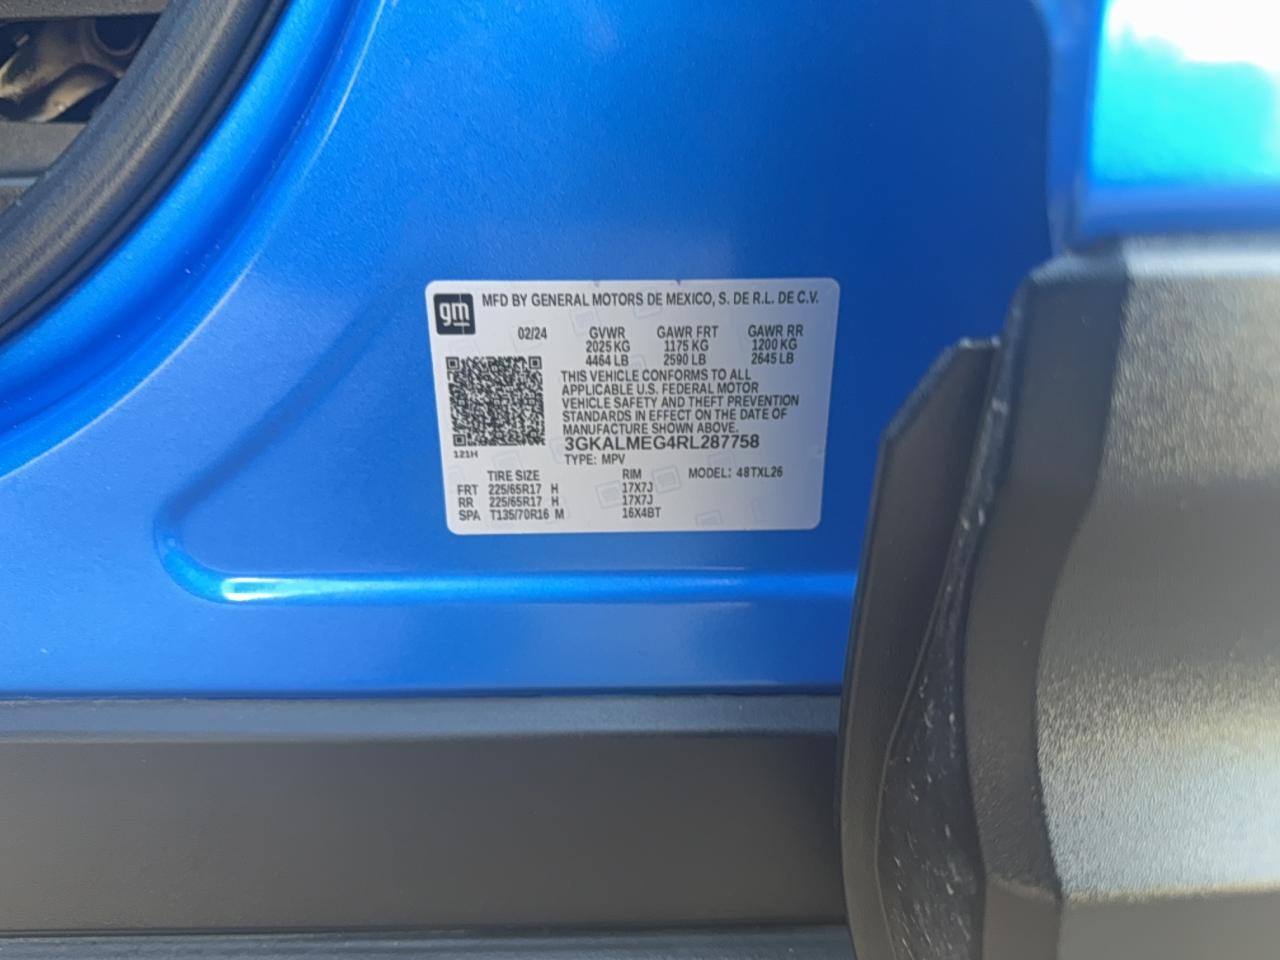 gm
MFD BY GENERAL MOTORS DE MEXICO, S. DE R.L. DE C.V.
02/24 GVWR GAWR FRT GAWR RR
2025 KG 1175 KG 1200 KG
4464 LB 2590 LB 2645 LB
THIS VEHICLE CONFORMS TO ALL
APPLICABLE U.S. FEDERAL MOTOR
VEHICLE SAFETY AND THEFT PREVENTION
STANDARDS IN EFFECT ON THE DATE OF
MANUFACTURE SHOWN ABOVE.
3GKALMEG4RL287758
121H
TYPE: MPV
TIRE SIZE RIM MODEL: 48TXL26
FRT 225/65R17 H 17X7J
RR 225/65R17 H 17X7J
SPA T135/70R16 M 16X4BT